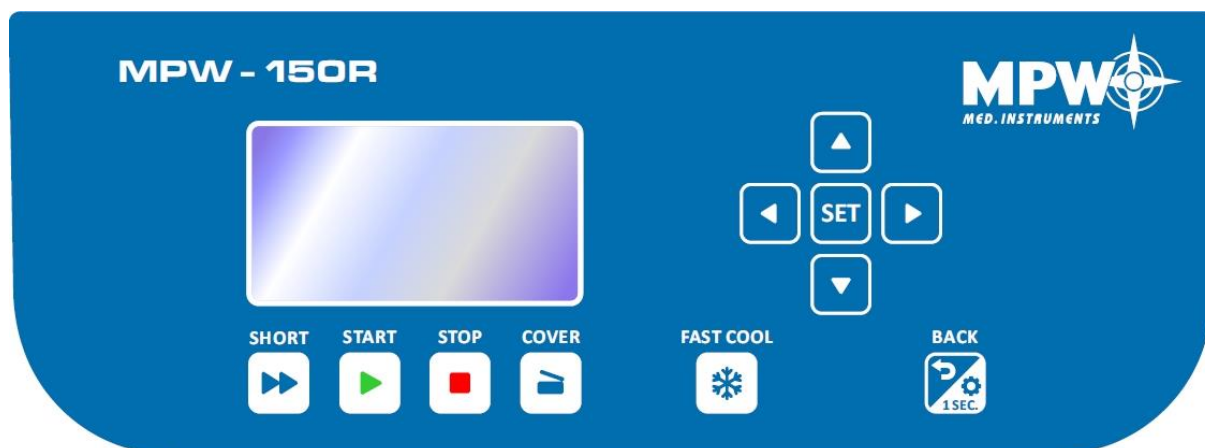 MPW - 150R
MPW
MED. INSTRUMENTS
SET
SHORT START STOP COVER FAST COOL BACK
1 SEC.